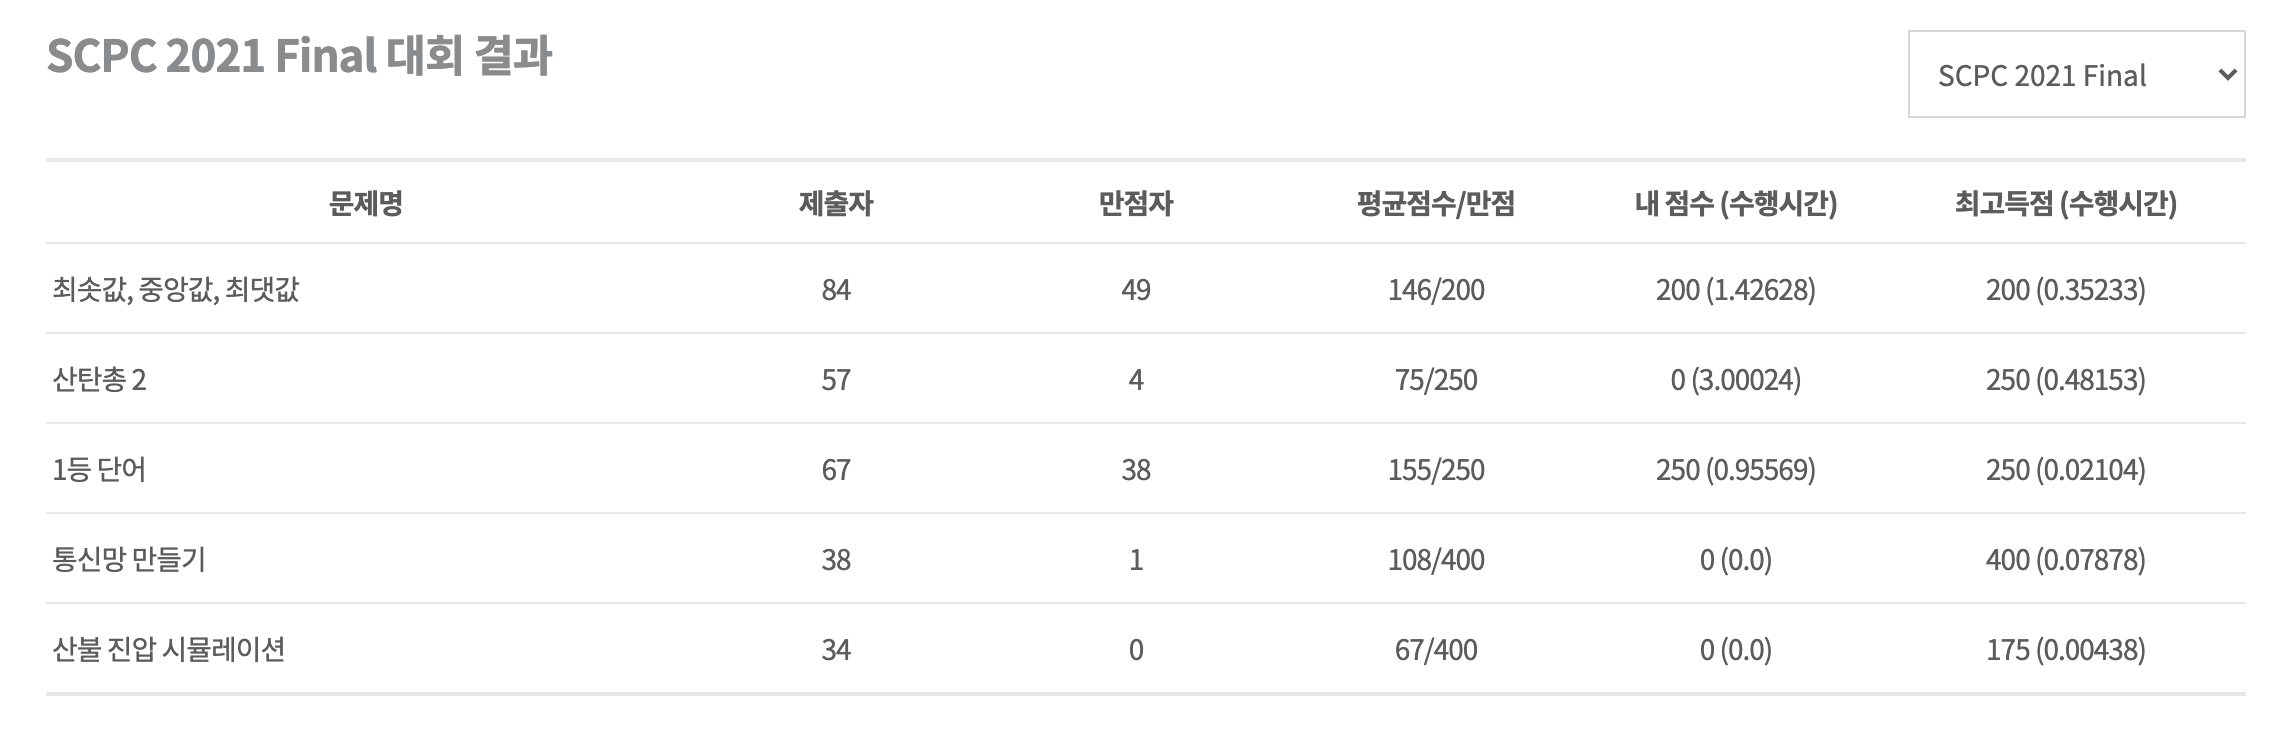 SCPC 2021 Final 대회 결과
SCPC 2021 Final
문제명 제출자 만점자 평균점수/만점 내 점수 (수행시간) 최고득점 (수행시간)
최솟값, 중앙값, 최댓값 84 49 146/200 200 (1.42628) 200 (0.35233)
산탄총 2 57 4 75/250 0 (3.00024) 250 (0.48153)
1등 단어 67 38 155/250 250 (0.95569) 250 (0.02104)
통신망 만들기 38 1 108/400 0 (0.0) 400 (0.07878)
산불 진압 시뮬레이션 34 0 67/400 0 (0.0) 175 (0.00438)